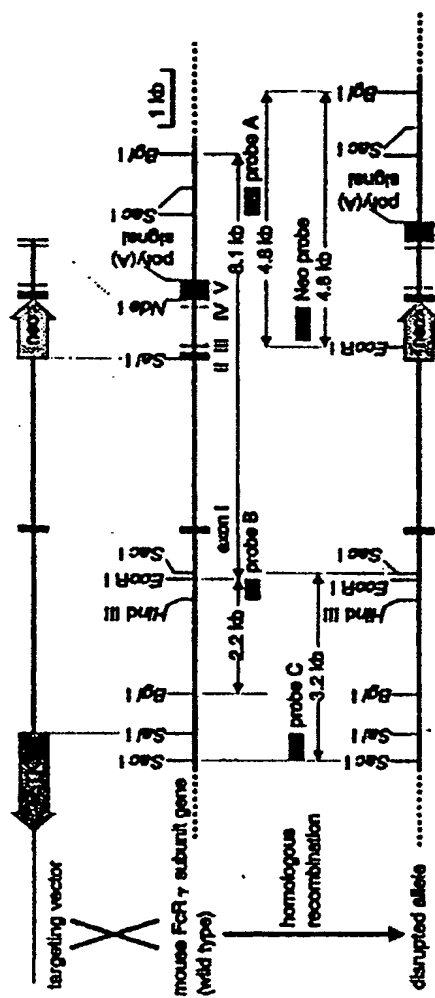 targeting vector
neo
mouse FcR γ subunit gene
(wild type)
Sac I
Sal I
Bgl I
Hind III
EcoR I
Sac I
exon I
Sal I
II III
Nde I
IV V
poly(A)
signal
Sac I
Bgl I
1 kb
2.2 kb
probe B
8.1 kb
probe A
probe C
3.2 kb
4.8 kb
Neo probe
4.8 kb
homologous
recombination
disrupted allele
Sac I
Sal I
Bgl I
Hind III
EcoR I
Sac I
EcoR I
neo
poly(A)
signal
Sac I
Bgl I